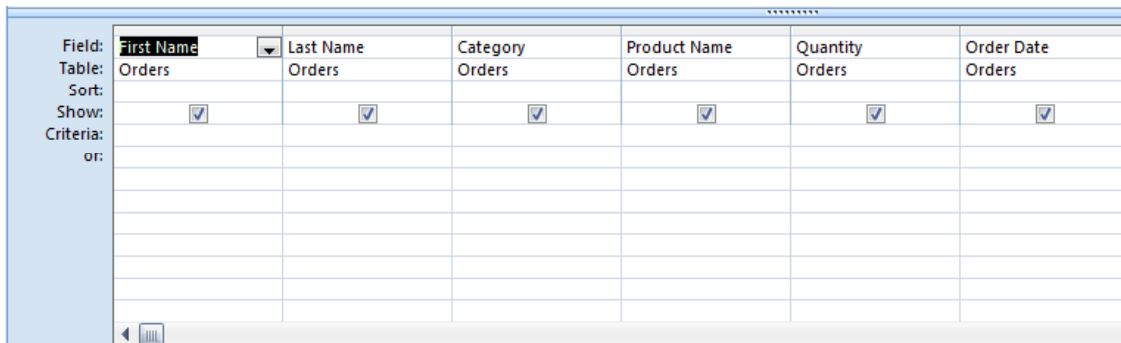 Field: First Name Last Name Category Product Name Quantity Order Date
Table: Orders Orders Orders Orders Orders Orders
Sort:
Show:
Criteria:
or: